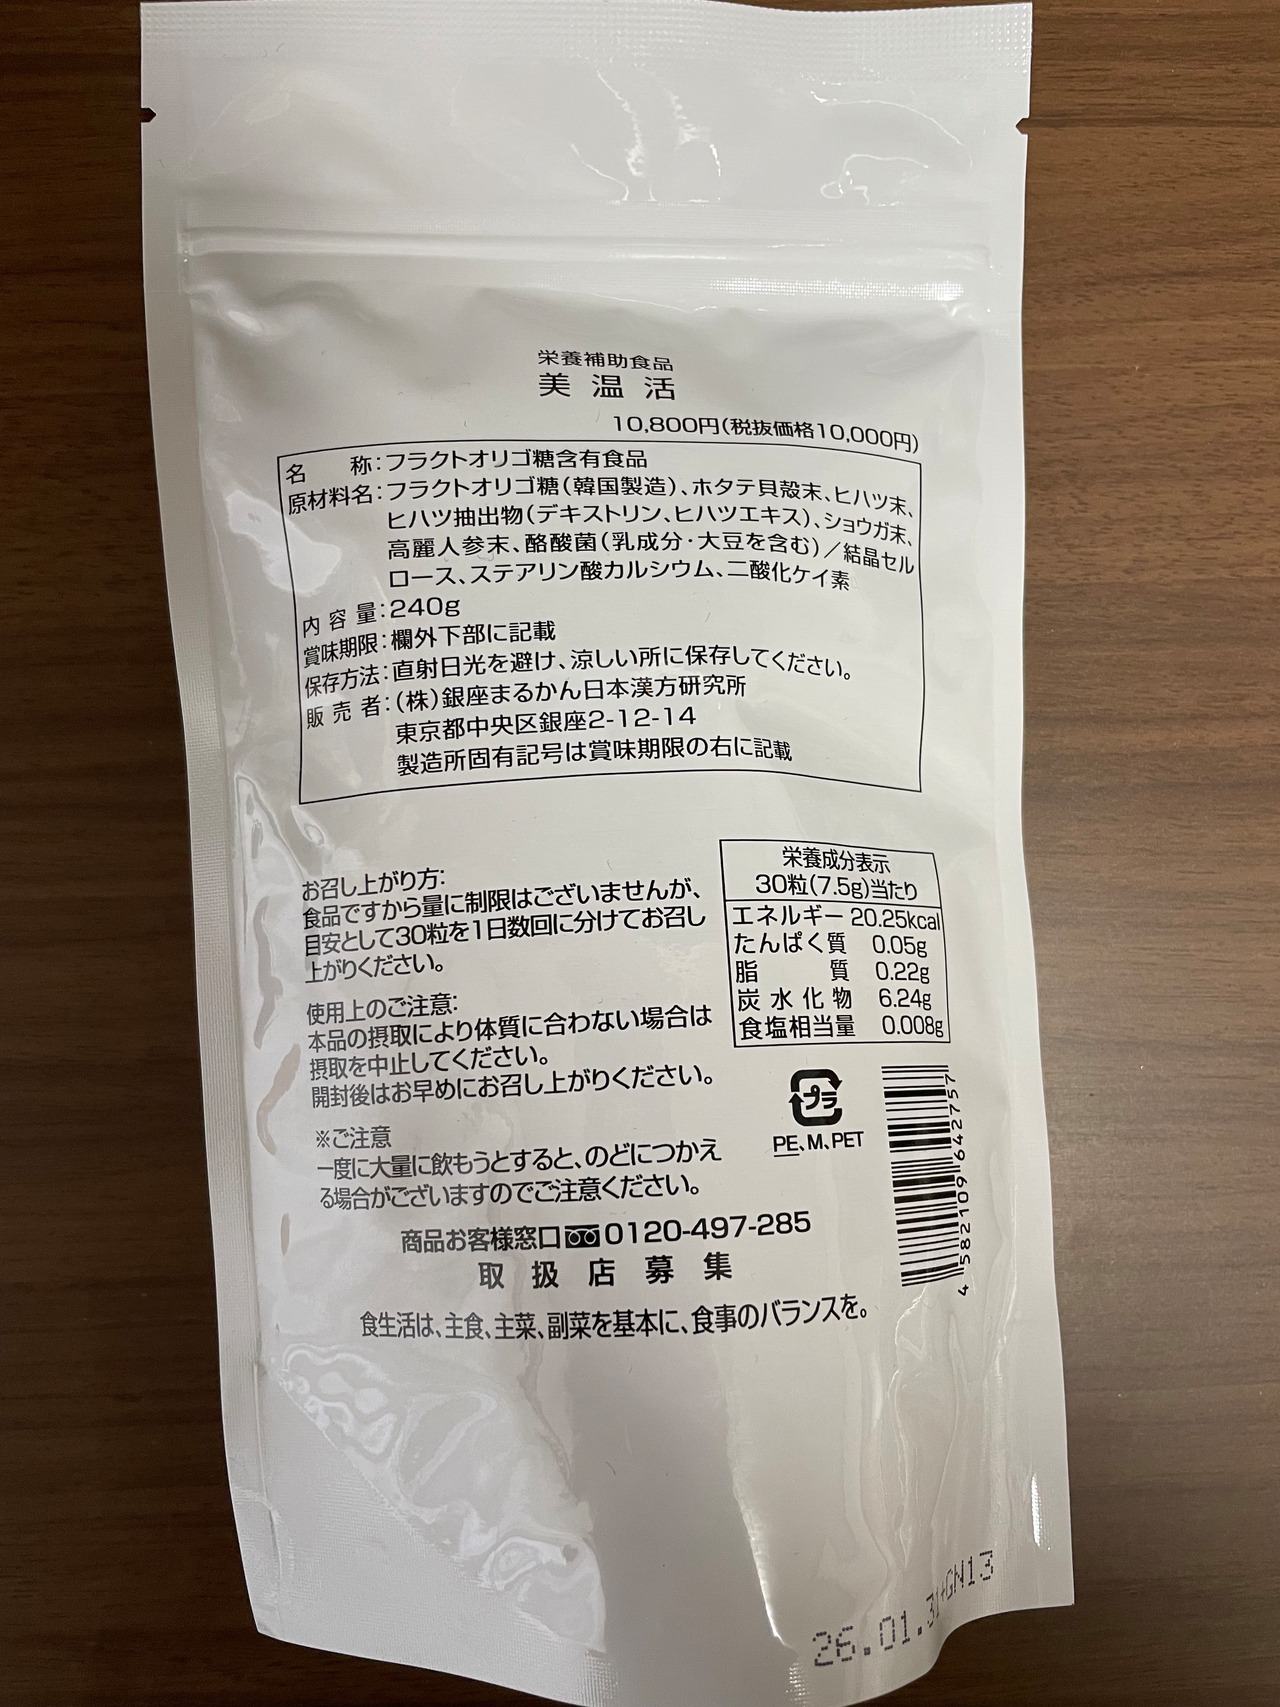 栄養補助食品
美温活
10,800円(税抜価格10,000円)
名　　称:フラクトオリゴ糖含有食品
原材料名:フラクトオリゴ糖(韓国製造)、ホタテ貝殻末、ヒハツ末、
ヒハツ抽出物(デキストリン、ヒハツエキス)、ショウガ末、
高麗人参末、酪酸菌(乳成分・大豆を含む)/結晶セル
ロース、ステアリン酸カルシウム、二酸化ケイ素
内容量:240g
賞味期限:欄外下部に記載
保存方法:直射日光を避け、涼しい所に保存してください。
販売者:(株)銀座まるかん日本漢方研究所
東京都中央区銀座2-12-14
製造所固有記号は賞味期限の右に記載
お召し上がり方:
食品ですから量に制限はございませんが、
目安として30粒を1日数回に分けてお召し
上がりください。
使用上のご注意:
本品の摂取により体質に合わない場合は
摂取を中止してください。
開封後はお早めにお召し上がりください。
※ご注意
一度に大量に飲もうとすると、のどにつかえ
る場合がございますのでご注意ください。
栄養成分表示
30粒(7.5g)当たり
エネルギー 20.25kcal
たんぱく質 0.05g
脂質 0.22g
炭水化物 6.24g
食塩相当量 0.008g
プラ
PE、M、PET
4582109642757
商品お客様窓口 0120-497-285
取扱店募集
食生活は、主食、主菜、副菜を基本に、食事のバランスを。
26.01.31+GN13